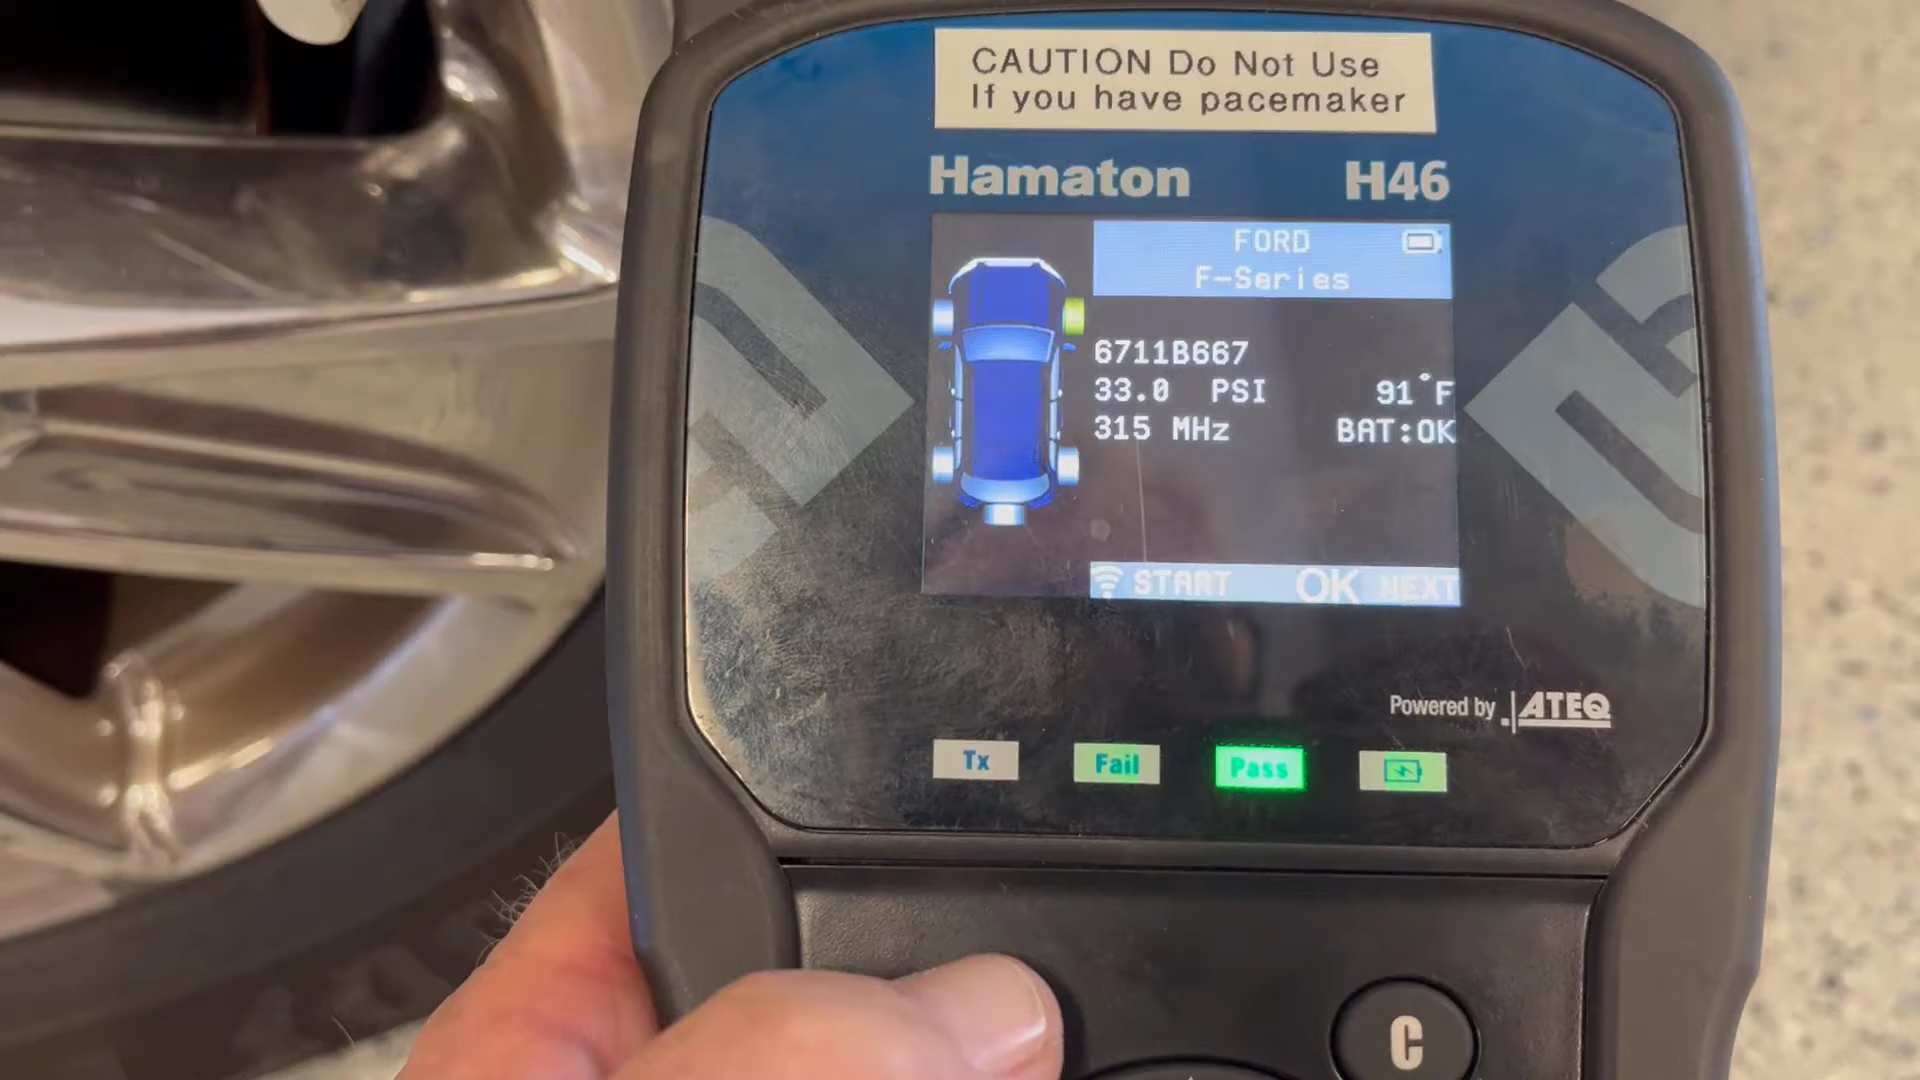 CAUTION Do Not Use
If you have pacemaker
Hamaton H46
FORD
F-Series
6711B667
33.0 PSI 91°F
315 MHz BAT:OK
START OK NEXT
Powered by ATEQ
Tx Fail Pass
C